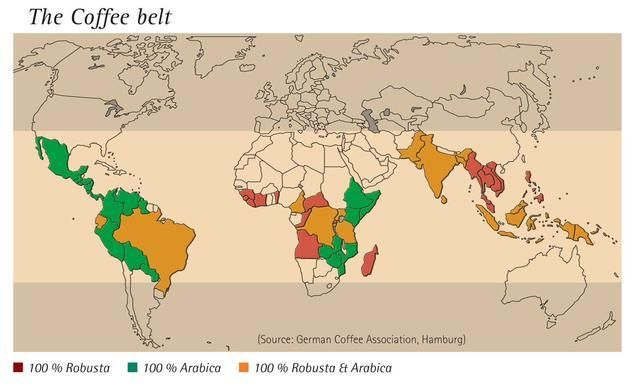 The Coffee belt
(Source: German Coffee Association, Hamburg)
100 % Robusta
100 % Arabica
100 % Robusta & Arabica